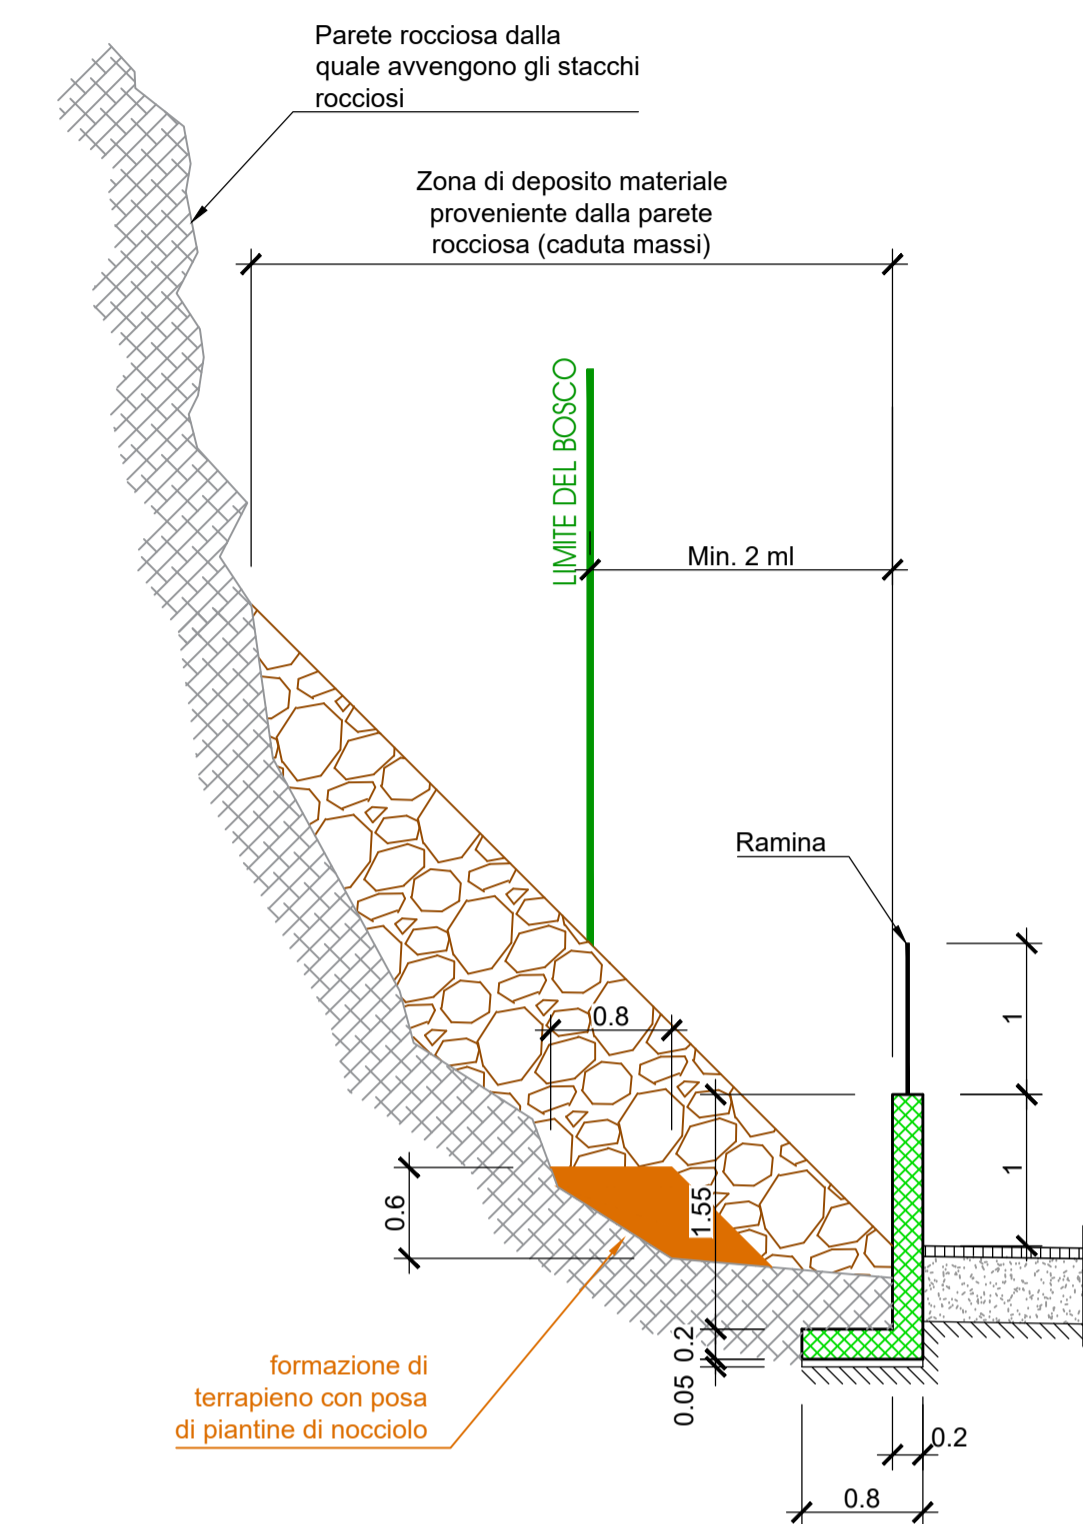 Parete rocciosa dalla
quale avvengono gli stacchi
rocciosi
Zona di deposito materiale
proveniente dalla parete
rocciosa (caduta massi)
LIMITE DEL BOSCO
Min. 2 ml
Ramina
1
0.8
1
1.55
0.6
0.2
0.05
formazione di
terrapieno con posa
di piantine di nocciolo
0.2
0.8